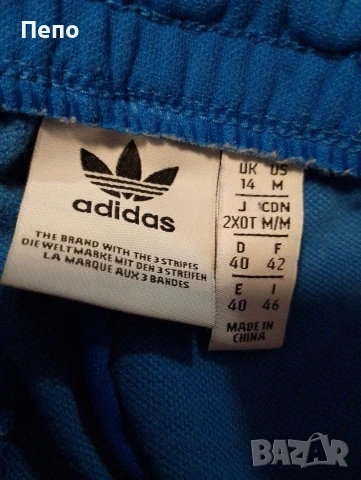 Пепо
adidas
THE BRAND WITH THE 3 STRIPES
DIE WELTMARKE MIT DEN 3 STREIFEN
LA MARQUE AUX 3 BANDES
UK US
14 M
J CDN
2XOT M/M
D F
40 42
E I
40 46
MADE IN
CHINA
BAZAR